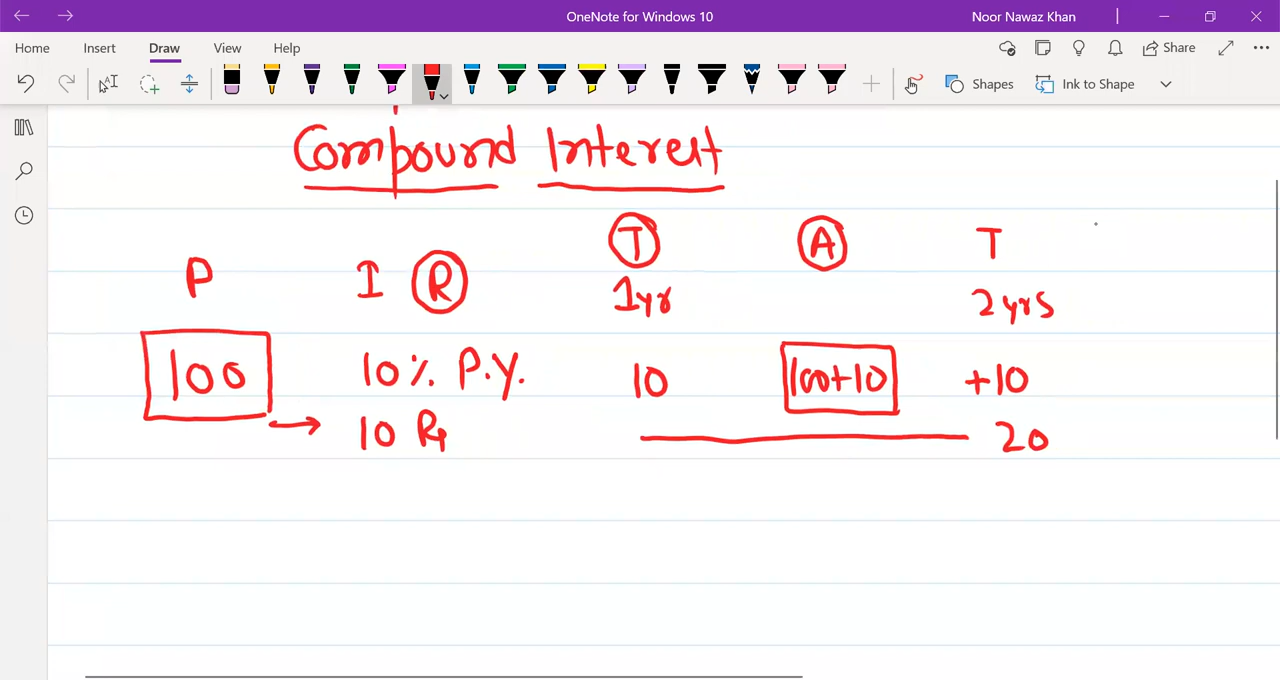 OneNote for Windows 10
Noor Nawaz Khan
Home Insert Draw View Help
Share
Shapes
Ink to Shape
Compound Interest
P I R T A T
1yr 2yrs
100 10% P.Y. 10 100+10 +10
10 Rs 20